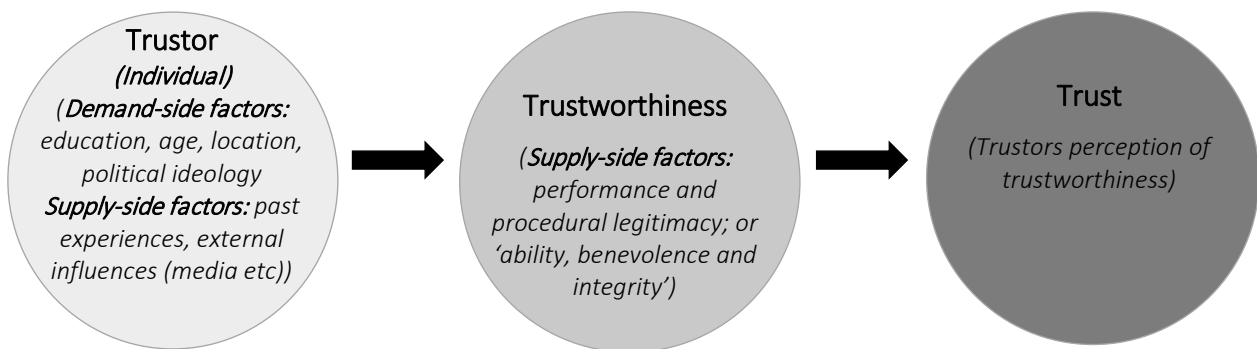 Trustor
(Individual)
(Demand-side factors:
education, age, location,
political ideology
Supply-side factors: past
experiences, external
influences (media etc))
Trustworthiness
(Supply-side factors:
performance and
procedural legitimacy; or
‘ability, benevolence and
integrity’)
Trust
(Trustors perception of
trustworthiness)